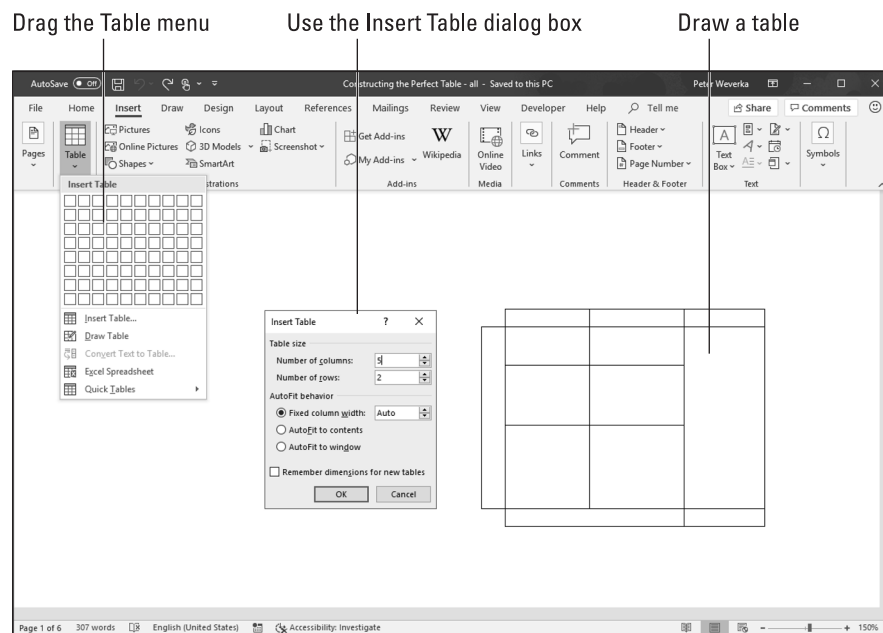 Drag the Table menu Use the Insert Table dialog box Draw a table
AutoSave Off Constructing the Perfect Table - all - Saved to this PC Peter Weverka
File Home Insert Draw Design Layout References Mailings Review View Developer Help Tell me Share Comments
Pages
Table
Pictures
Online Pictures
Shapes
Icons
3D Models
SmartArt
Chart
Screenshot
Get Add-ins
My Add-ins
W
Wikipedia
Online
Video
Links
Comment
Header
Footer
Page Number
A
Text
Box
Ω
Symbols
strations Add-ins Media Comments Header & Footer Text
Insert Table
Insert Table...
Draw Table
Convert Text to Table...
Excel Spreadsheet
Quick Tables
Insert Table ?
Table size
Number of columns: 5
Number of rows: 2
AutoFit behavior
Fixed column width: Auto
AutoFit to contents
AutoFit to window
Remember dimensions for new tables
OK Cancel
Page 1 of 6 307 words English (United States) Accessibility: Investigate 150%